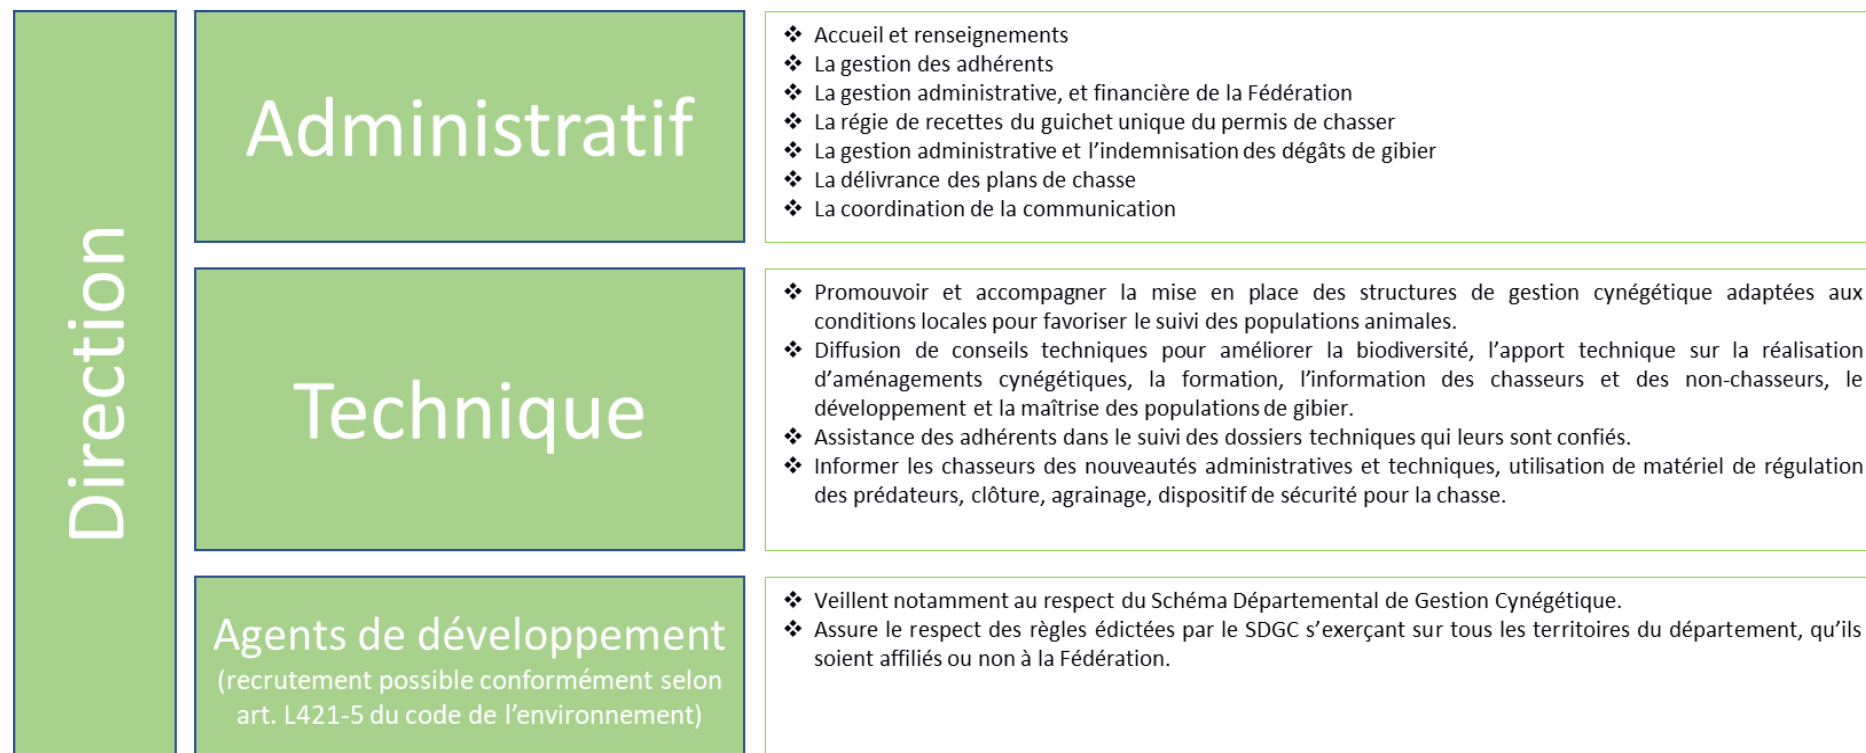 Direction
Administratif
❖ Accueil et renseignements
❖ La gestion des adhérents
❖ La gestion administrative, et financière de la Fédération
❖ La régie de recettes du guichet unique du permis de chasser
❖ La gestion administrative et l’indemnisation des dégâts de gibier
❖ La délivrance des plans de chasse
❖ La coordination de la communication
Technique
❖ Promouvoir et accompagner la mise en place des structures de gestion cynégétique adaptées aux
conditions locales pour favoriser le suivi des populations animales.
❖ Diffusion de conseils techniques pour améliorer la biodiversité, l’apport technique sur la réalisation
d’aménagements cynégétiques, la formation, l’information des chasseurs et des non-chasseurs, le
développement et la maîtrise des populations de gibier.
❖ Assistance des adhérents dans le suivi des dossiers techniques qui leurs sont confiés.
❖ Informer les chasseurs des nouveautés administratives et techniques, utilisation de matériel de régulation
des prédateurs, clôture, agrainage, dispositif de sécurité pour la chasse.
Agents de développement
(recrutement possible conformément selon
art. L421-5 du code de l’environnement)
❖ Veillent notamment au respect du Schéma Départemental de Gestion Cynégétique.
❖ Assure le respect des règles édictées par le SDGC s’exerçant sur tous les territoires du département, qu’ils
soient affiliés ou non à la Fédération.